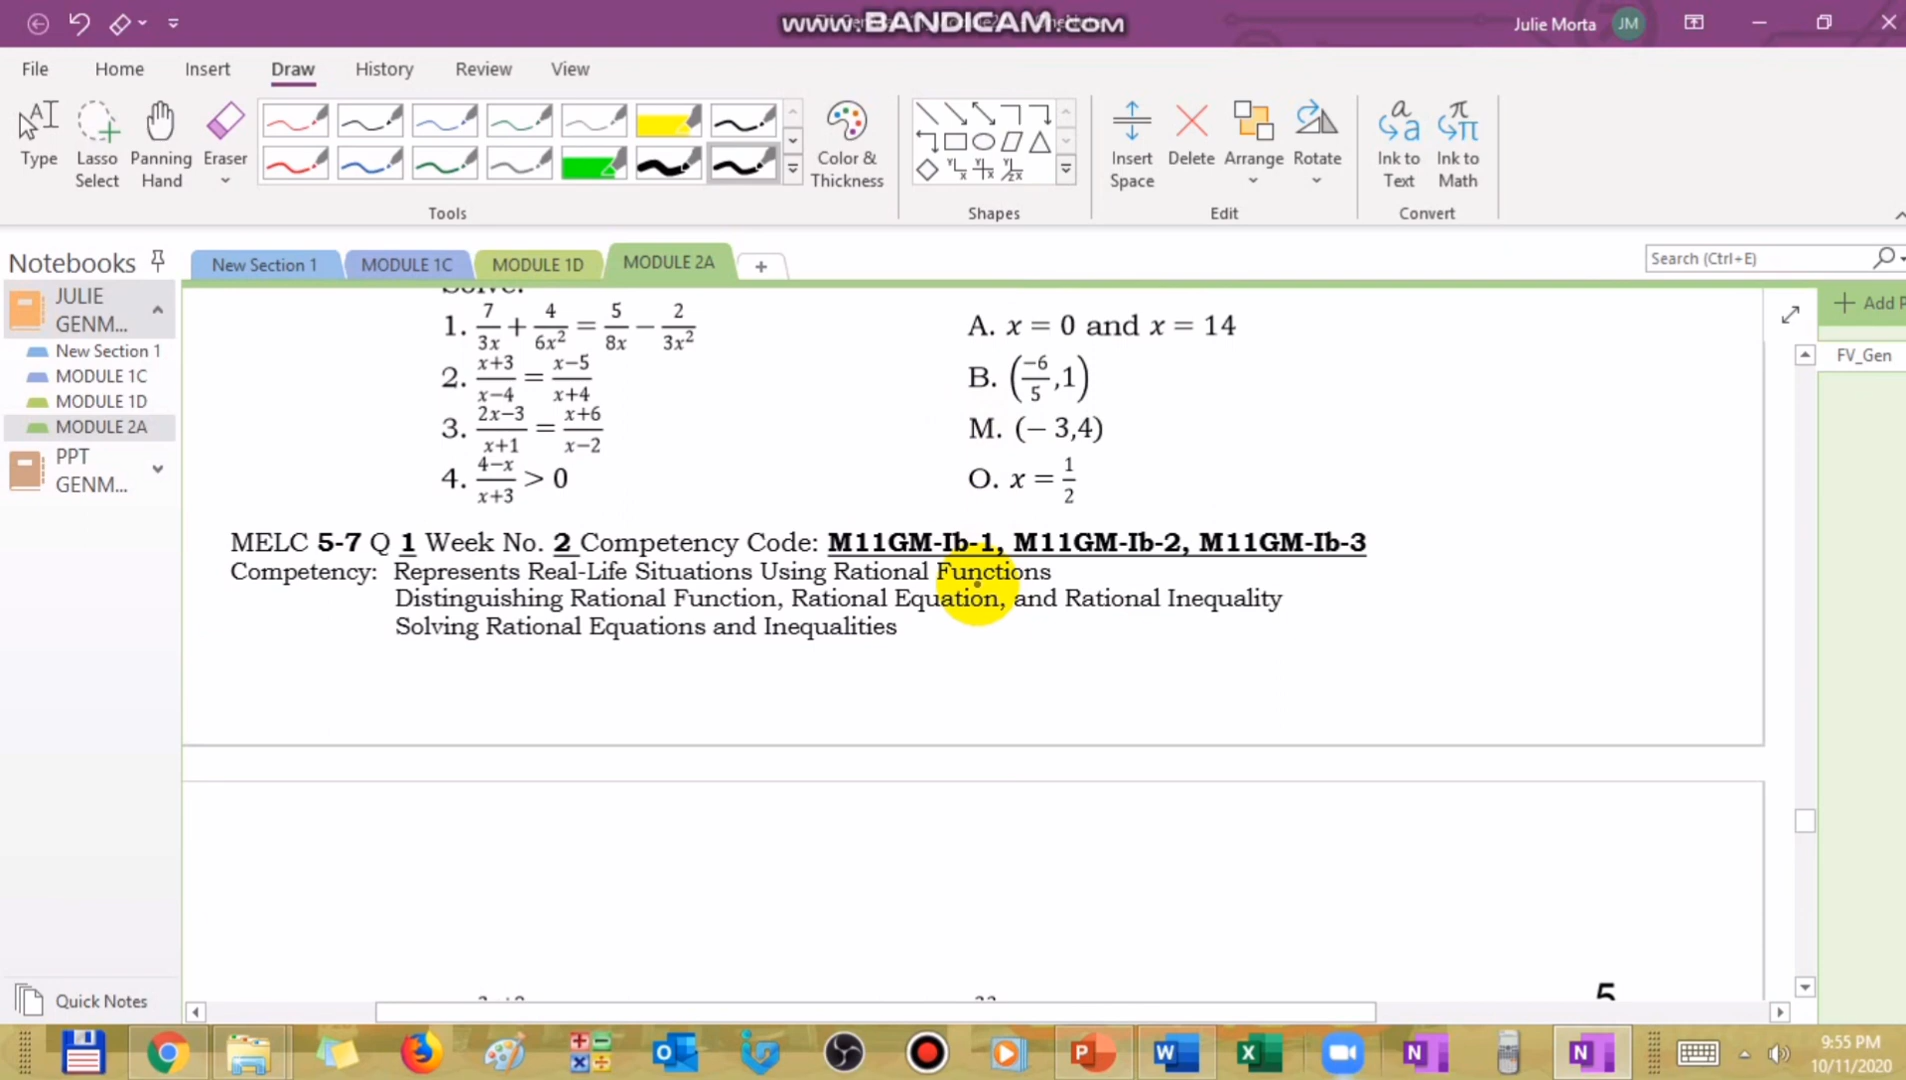 www.BANDICAM.com
Julie Morta JM
File Home Insert Draw History Review View
Type
Lasso Select
Panning Hand
Eraser
Color & Thickness
Insert Space
Delete
Arrange
Rotate
Ink to Text
Ink to Math
Tools Shapes Edit Convert
Notebooks
New Section 1 MODULE 1C MODULE 1D MODULE 2A +
Search (Ctrl+E)
JULIE GENM...
New Section 1
MODULE 1C
MODULE 1D
MODULE 2A
PPT GENM...
Quick Notes
FV_Gen
Solve:
1. 7/3x + 4/6x² = 5/8x − 2/3x² A. x = 0 and x = 14
2. x+3/x−4 = x−5/x+4 B. (−6/5,1)
3. 2x−3/x+1 = x+6/x−2 M. (− 3,4)
4. 4−x/x+3 > 0 O. x = 1/2
MELC 5-7 Q 1 Week No. 2 Competency Code: M11GM-Ib-1, M11GM-Ib-2, M11GM-Ib-3
Competency: Represents Real-Life Situations Using Rational Functions
Distinguishing Rational Function, Rational Equation, and Rational Inequality
Solving Rational Equations and Inequalities
5
9:55 PM
10/11/2020